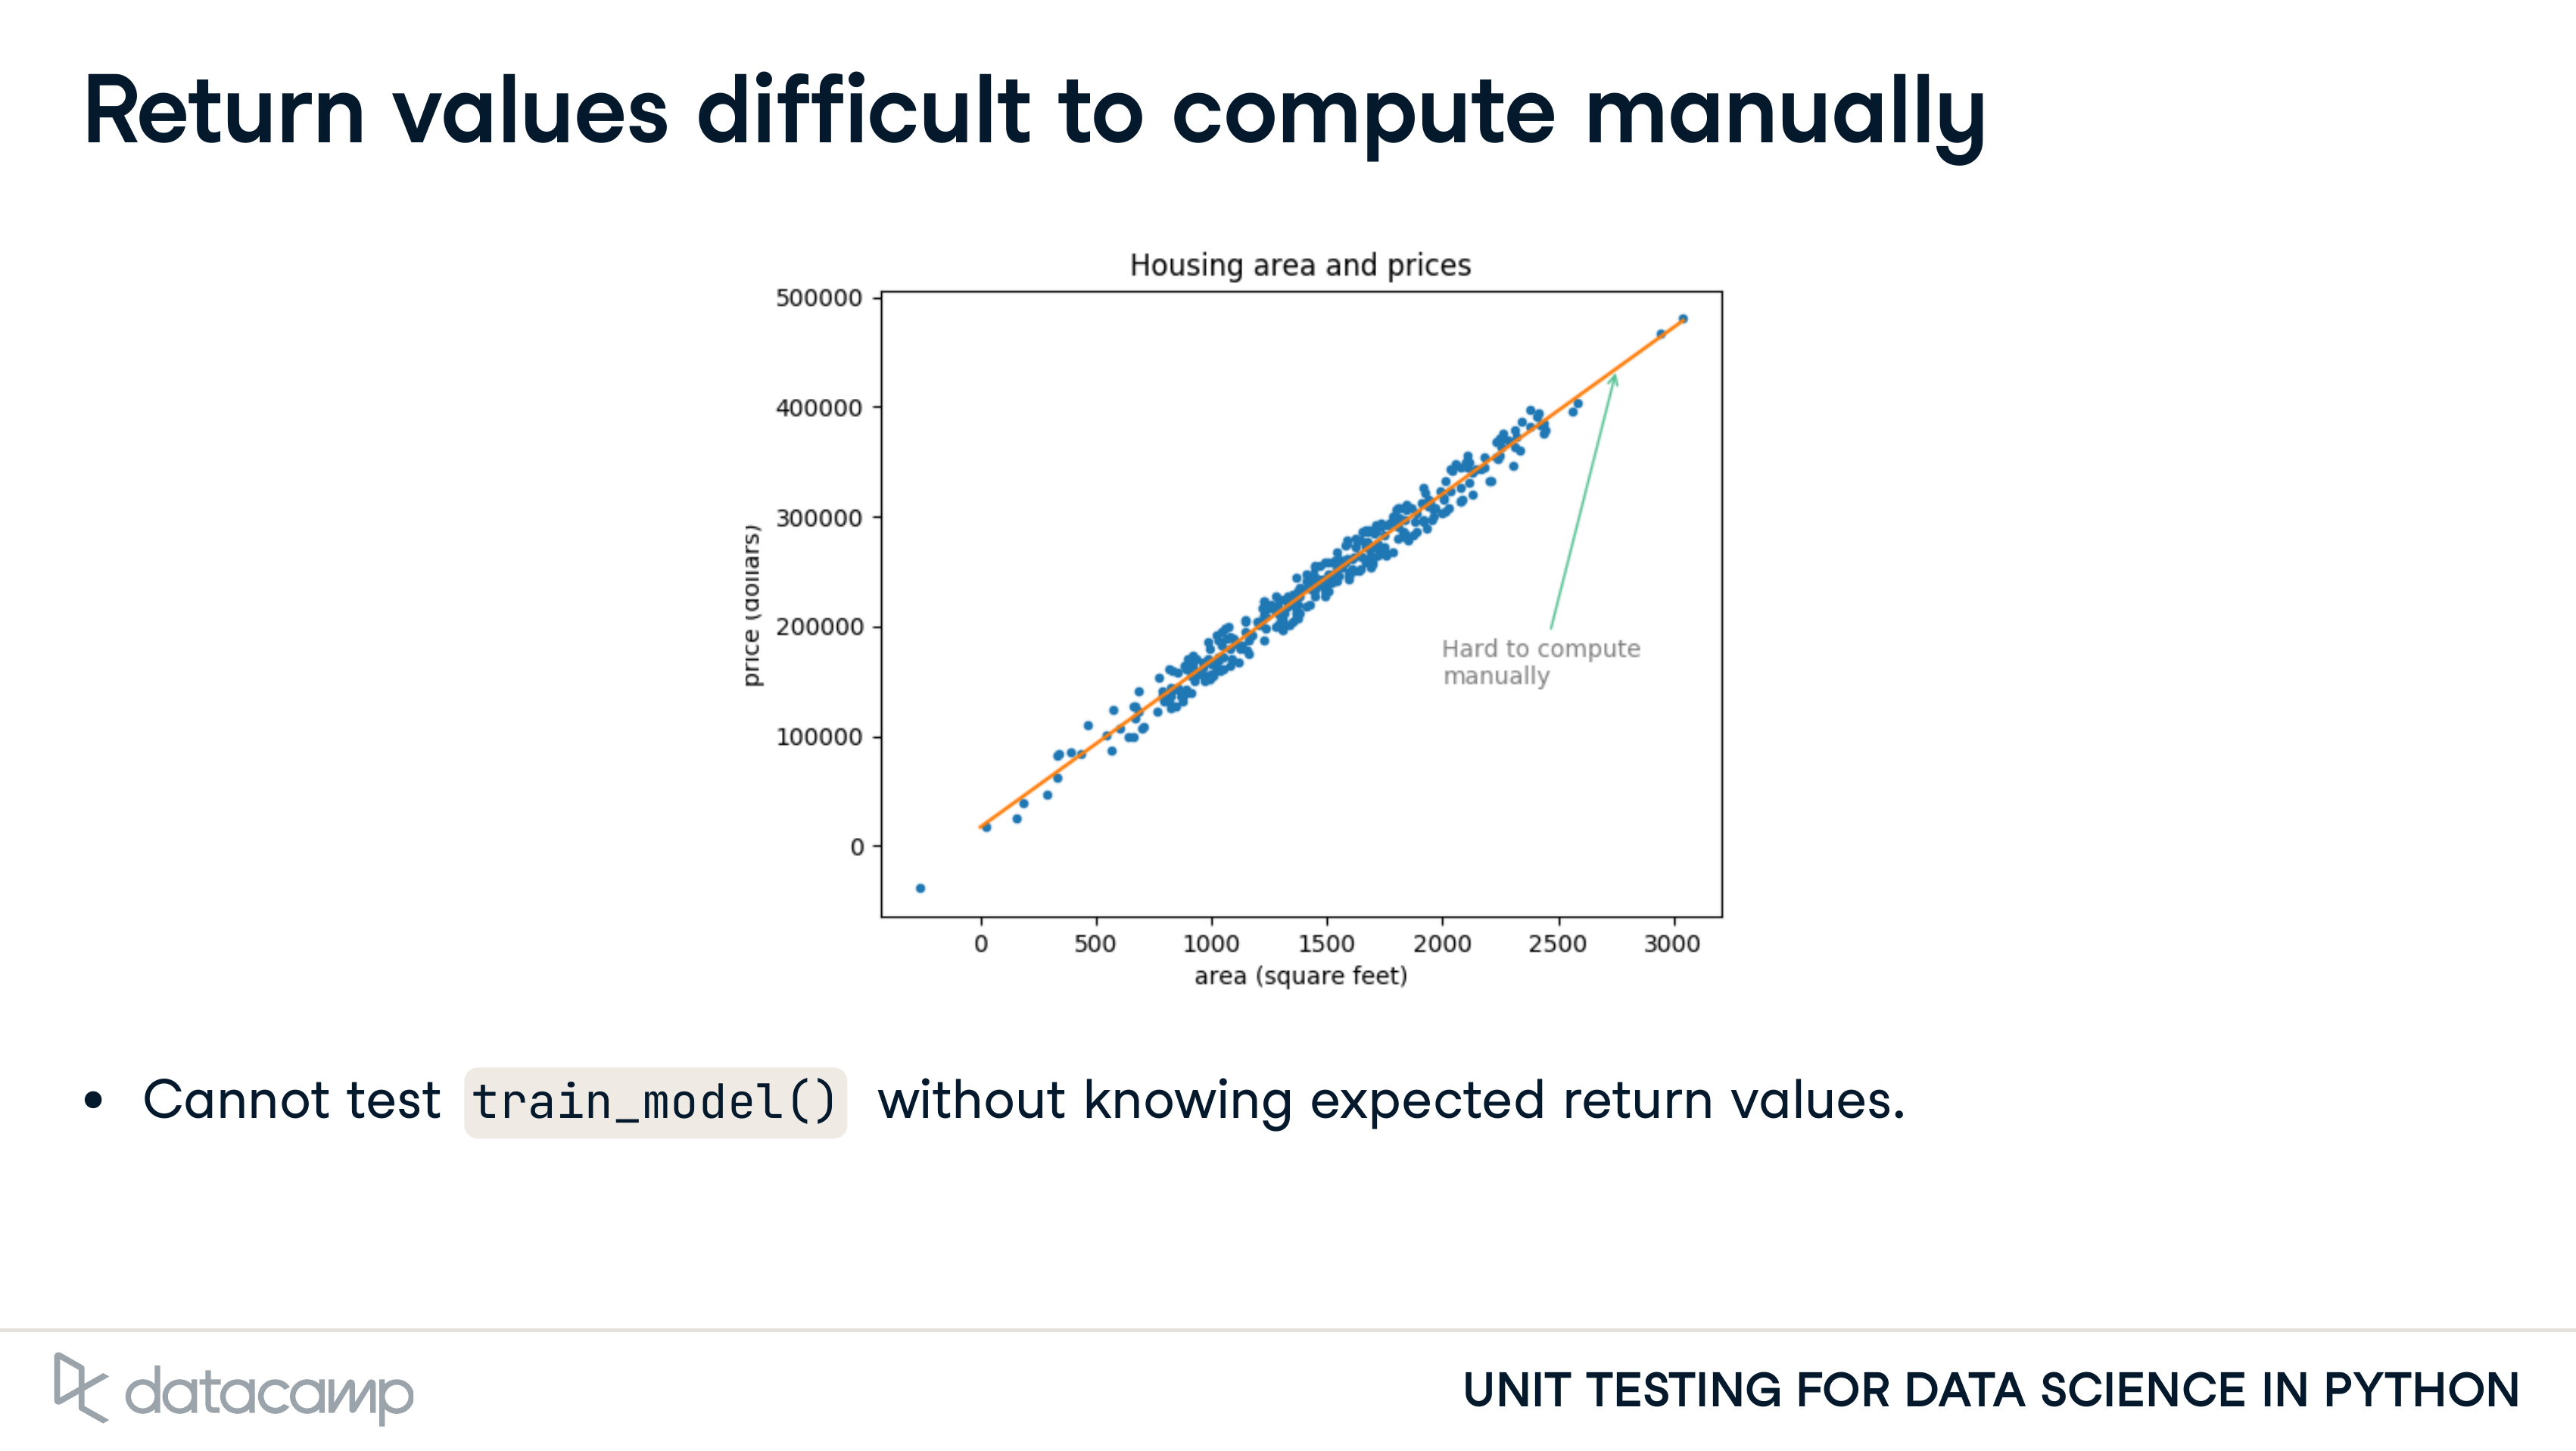 Return values difficult to compute manually
Housing area and prices
500000
400000
300000
200000
100000
0
price (dollars)
Hard to compute
manually
0 500 1000 1500 2000 2500 3000
area (square feet)
• Cannot test train_model() without knowing expected return values.
datacamp
UNIT TESTING FOR DATA SCIENCE IN PYTHON